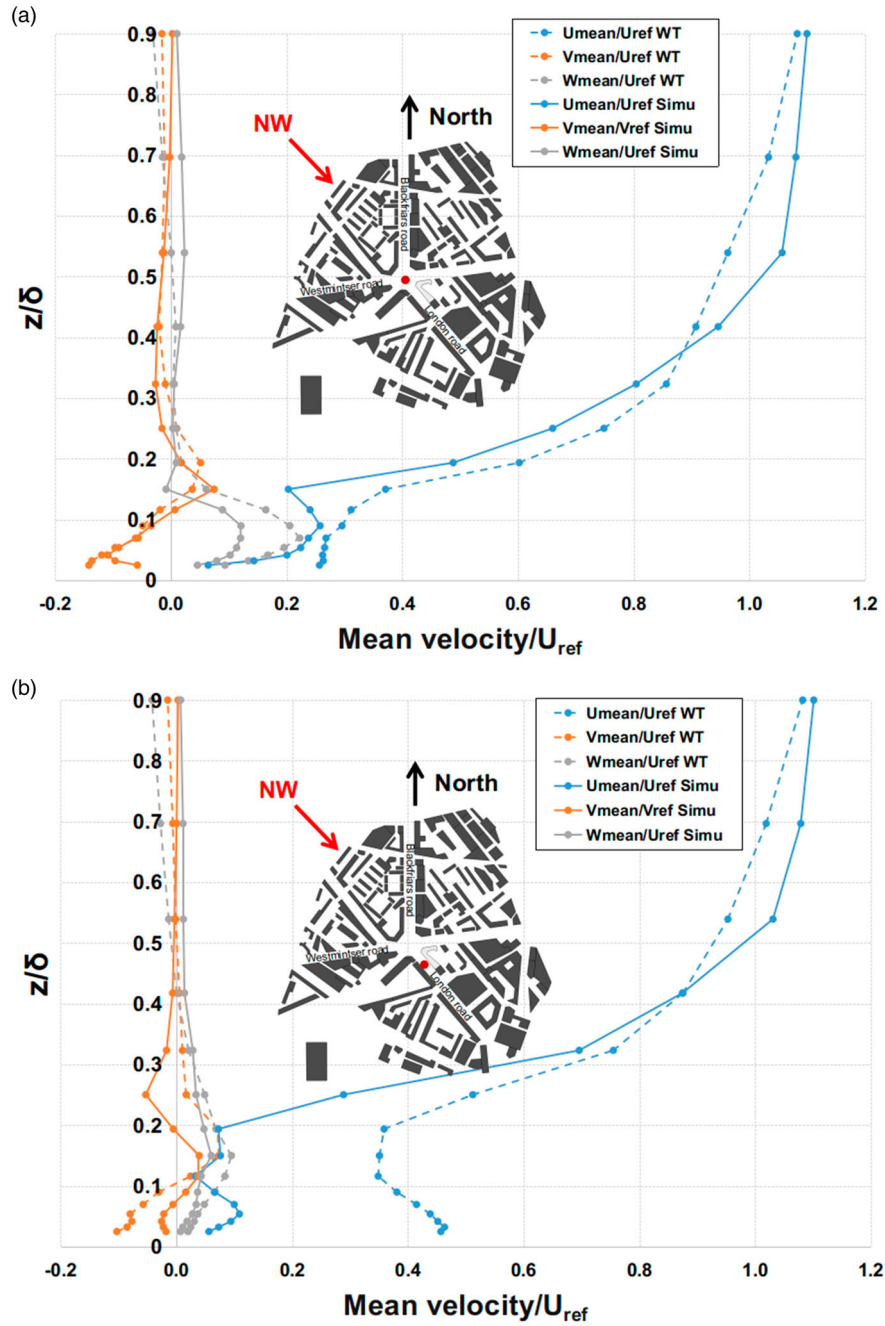 (a)
0.9
0.8
0.7
0.6
0.5
0.4
0.3
0.2
0.1
0
z/δ
Umean/Uref WT
Vmean/Uref WT
Wmean/Uref WT
Umean/Uref Simu
Vmean/Vref Simu
Wmean/Uref Simu
North
NW
Blackfriars road
Westmintser road
London road
-0.2 0.0 0.2 0.4 0.6 0.8 1.0 1.2
Mean velocity/Uref
(b)
0.9
0.8
0.7
0.6
0.5
0.4
0.3
0.2
0.1
0
z/δ
Umean/Uref WT
Vmean/Uref WT
Wmean/Uref WT
Umean/Uref Simu
Vmean/Vref Simu
Wmean/Uref Simu
North
NW
Blackfriars road
Westmintser road
London road
-0.2 0.0 0.2 0.4 0.6 0.8 1.0 1.2
Mean velocity/Uref